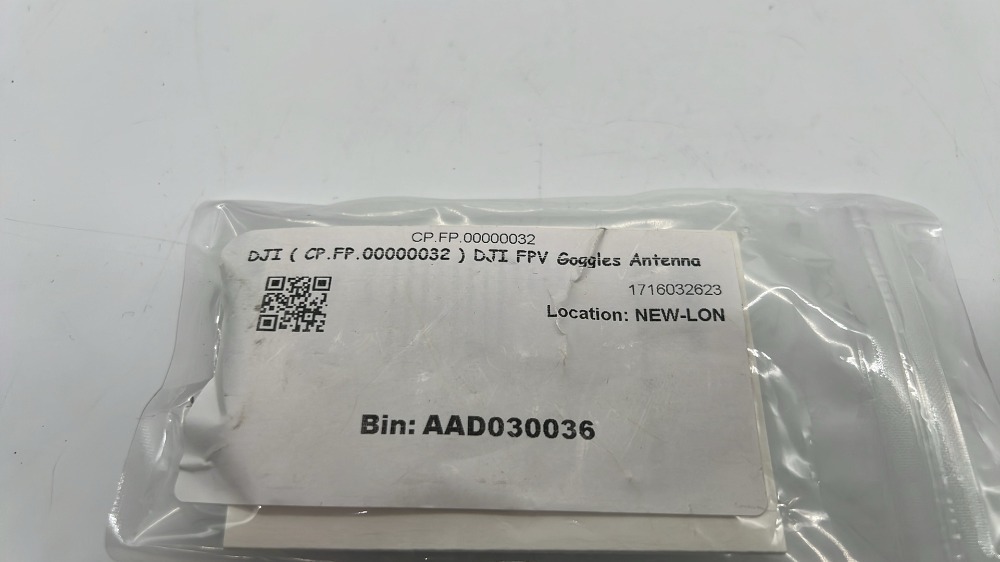 CP.FP.00000032
DJI ( CP.FP.00000032 ) DJI FPV Goggles Antenna
1716032623
Location: NEW-LON
Bin: AAD030036